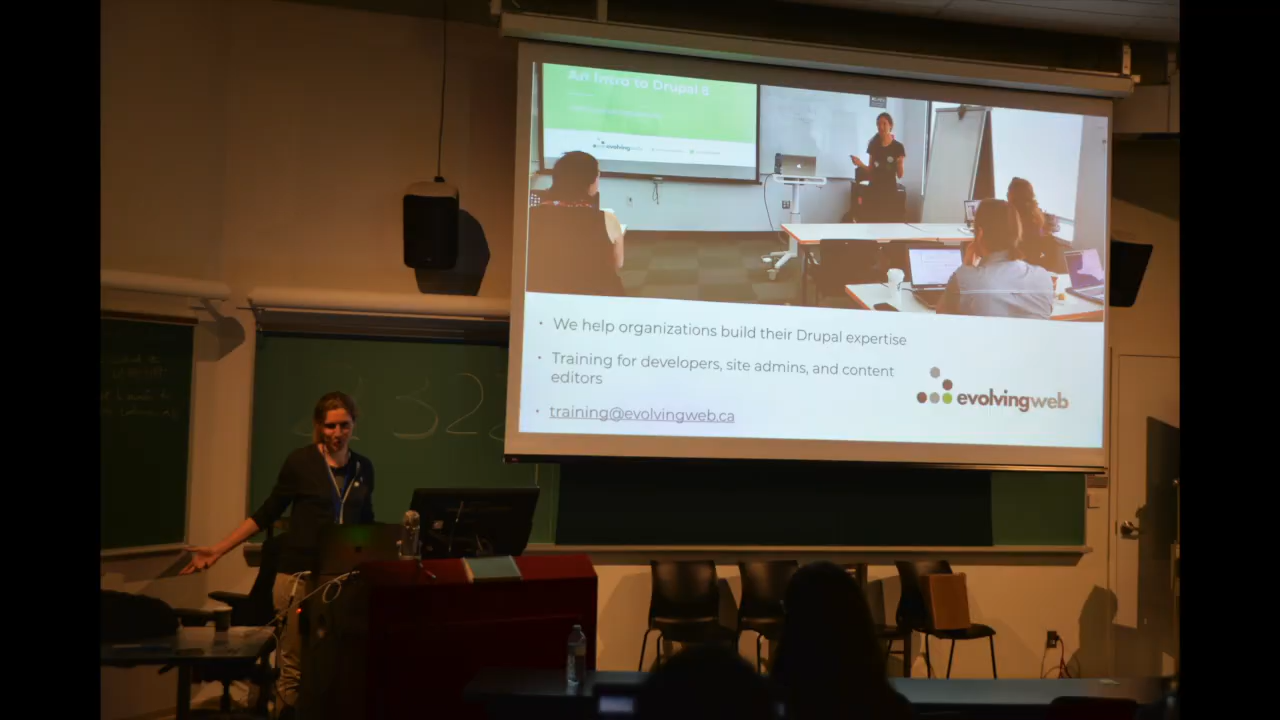 An Intro to Drupal 8
evolvingweb
• We help organizations build their Drupal expertise
• Training for developers, site admins, and content
editors
• training@evolvingweb.ca
evolvingweb
322